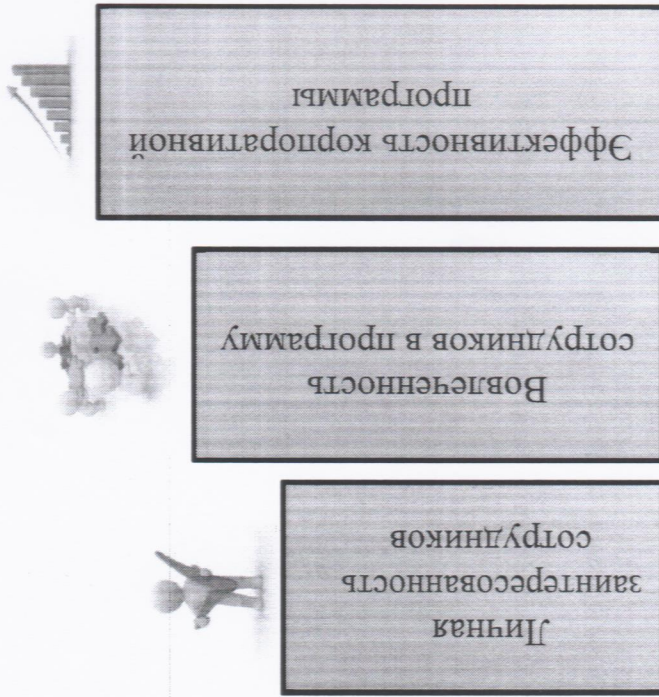 Личная
заинтересованность
сотрудников
Вовлеченность
сотрудников в программу
Эффективность корпоративной
программы